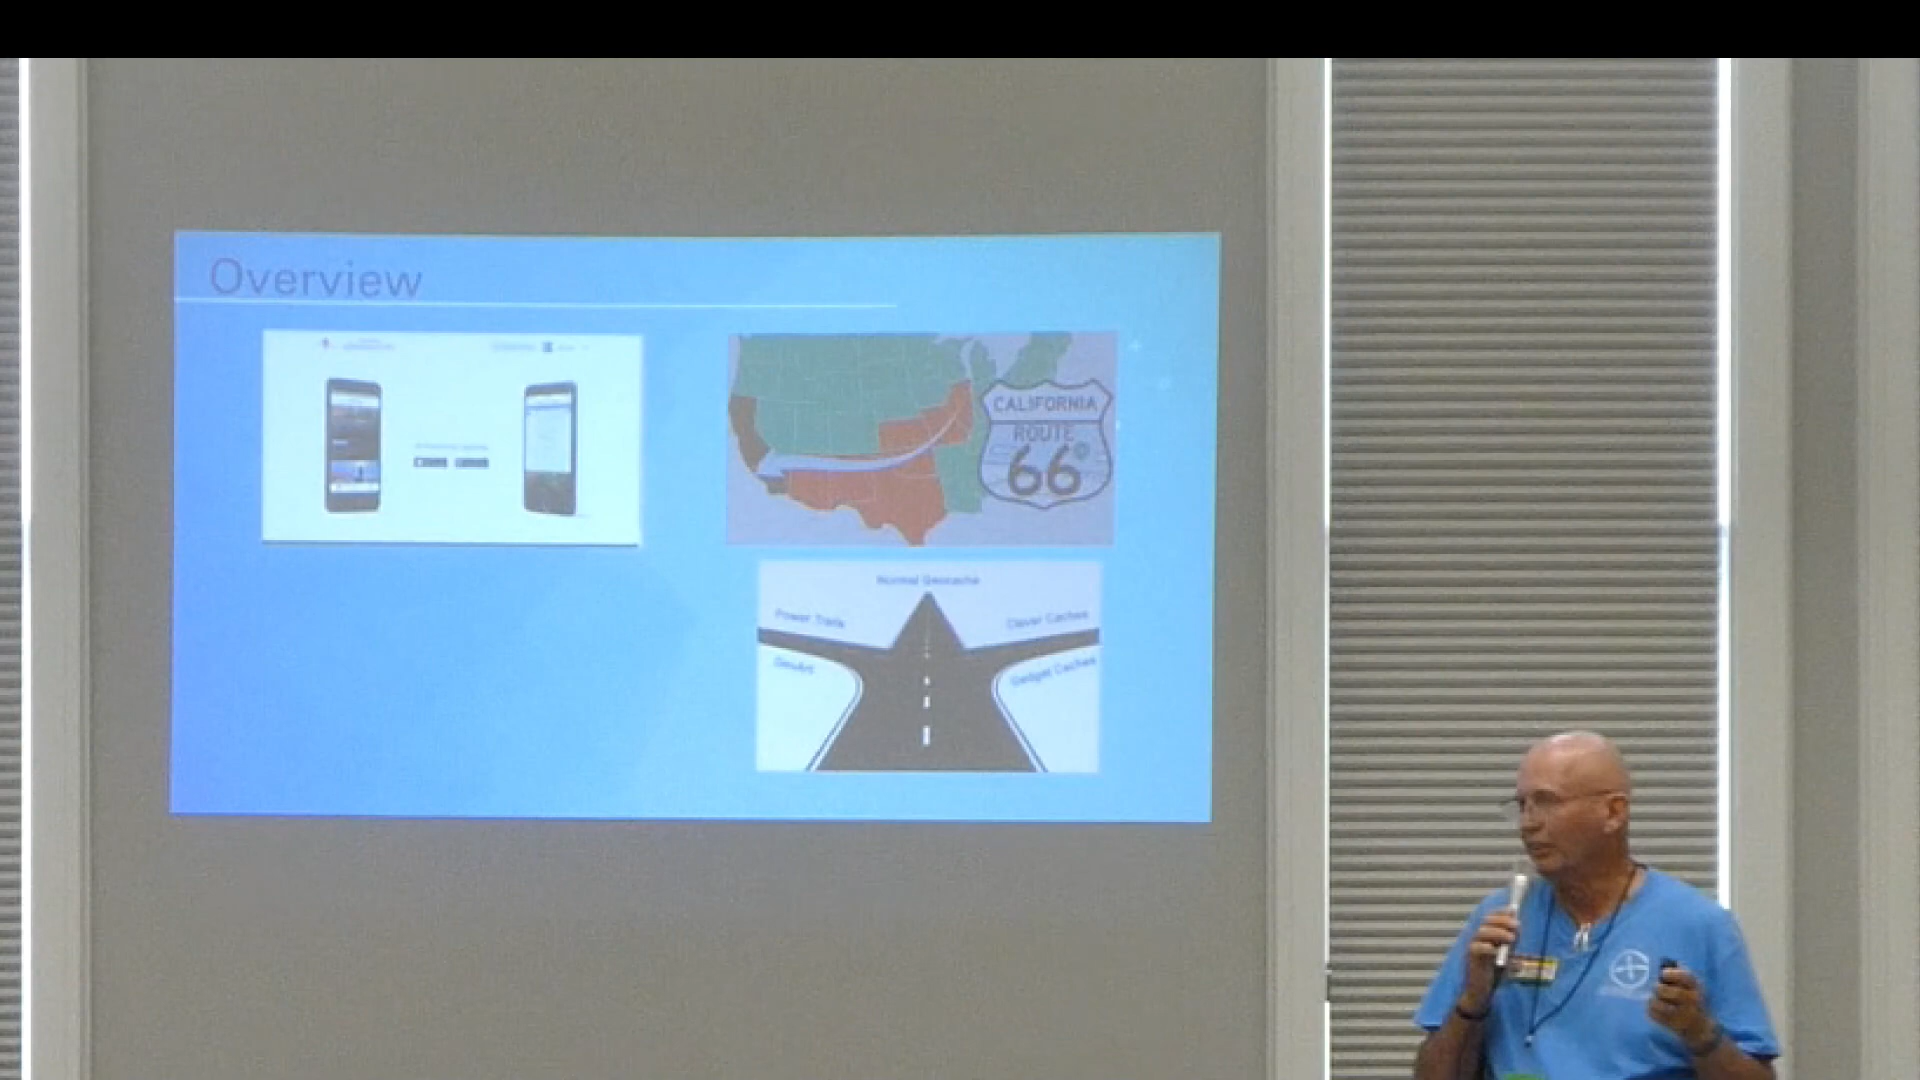 Overview
CALIFORNIA
ROUTE
66
Normal Geocache
Power Trails
Clever Caches
GeoArt
Gadget Caches